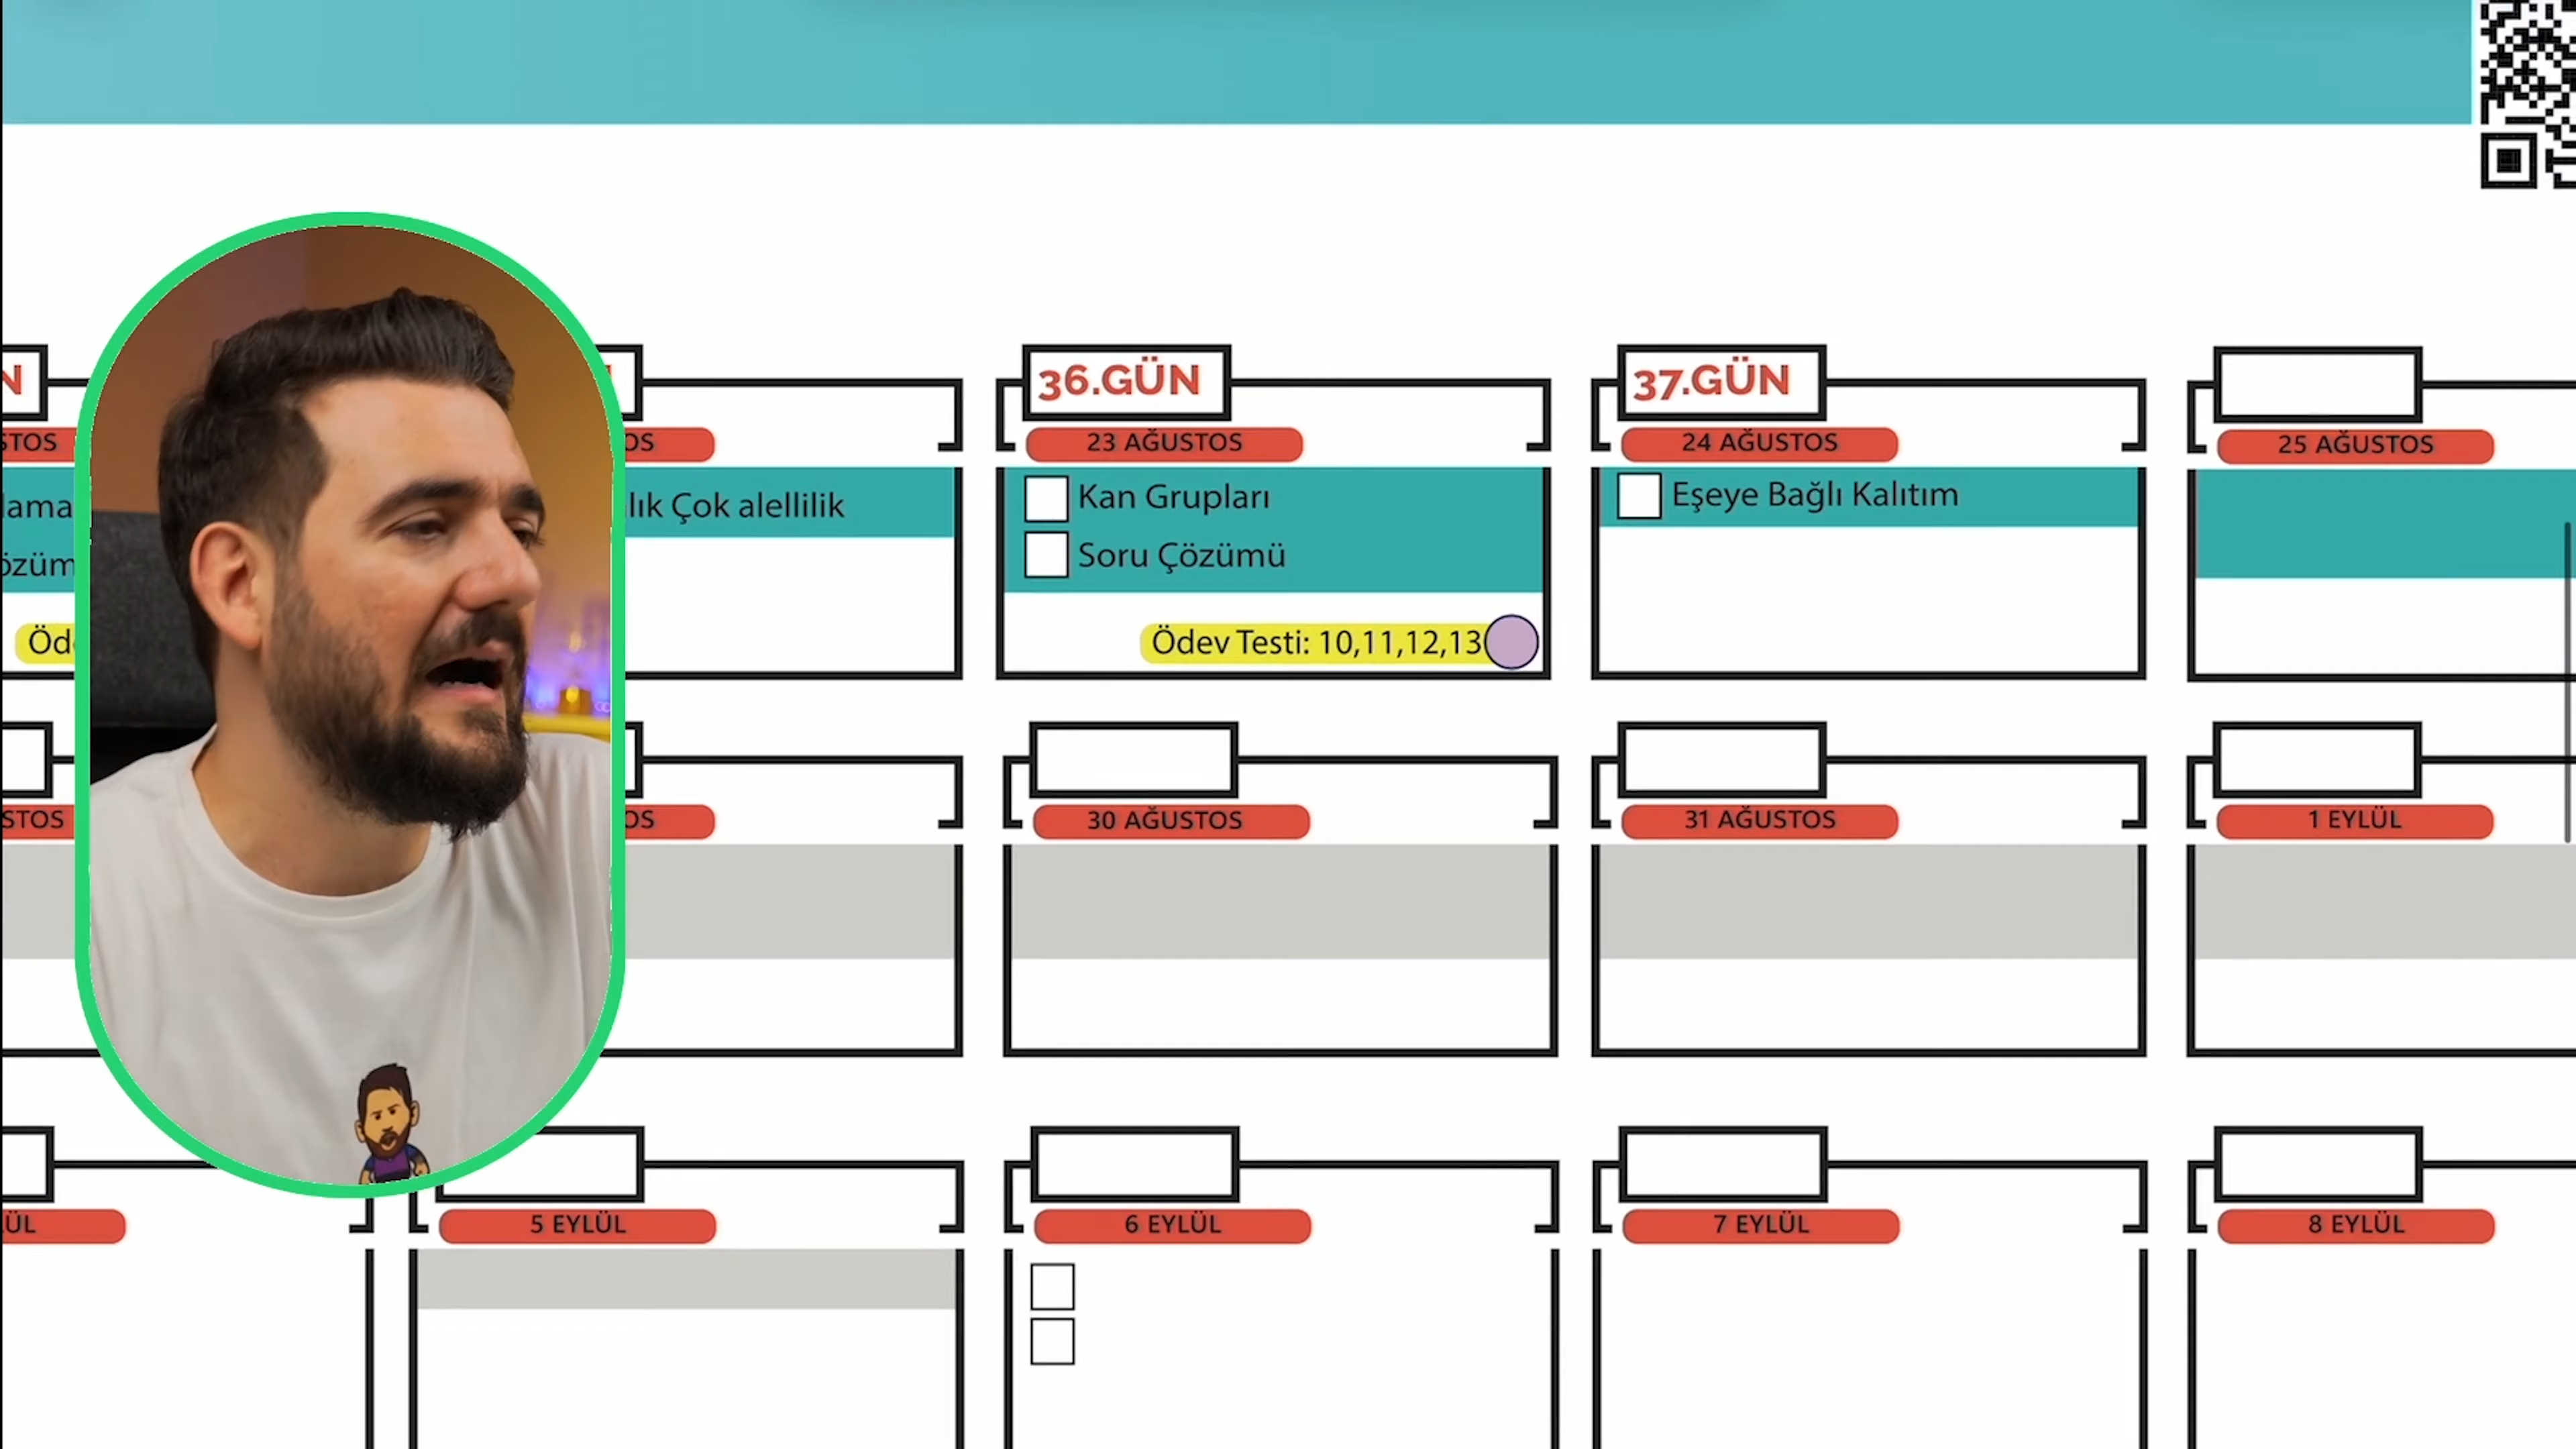 36.GÜN
37.GÜN
23 AĞUSTOS
24 AĞUSTOS
25 AĞUSTOS
Çok alellilik
Kan Grupları
Eşeye Bağlı Kalıtım
Soru Çözümü
Ödev Testi: 10,11,12,13
30 AĞUSTOS
31 AĞUSTOS
1 EYLÜL
5 EYLÜL
6 EYLÜL
7 EYLÜL
8 EYLÜL